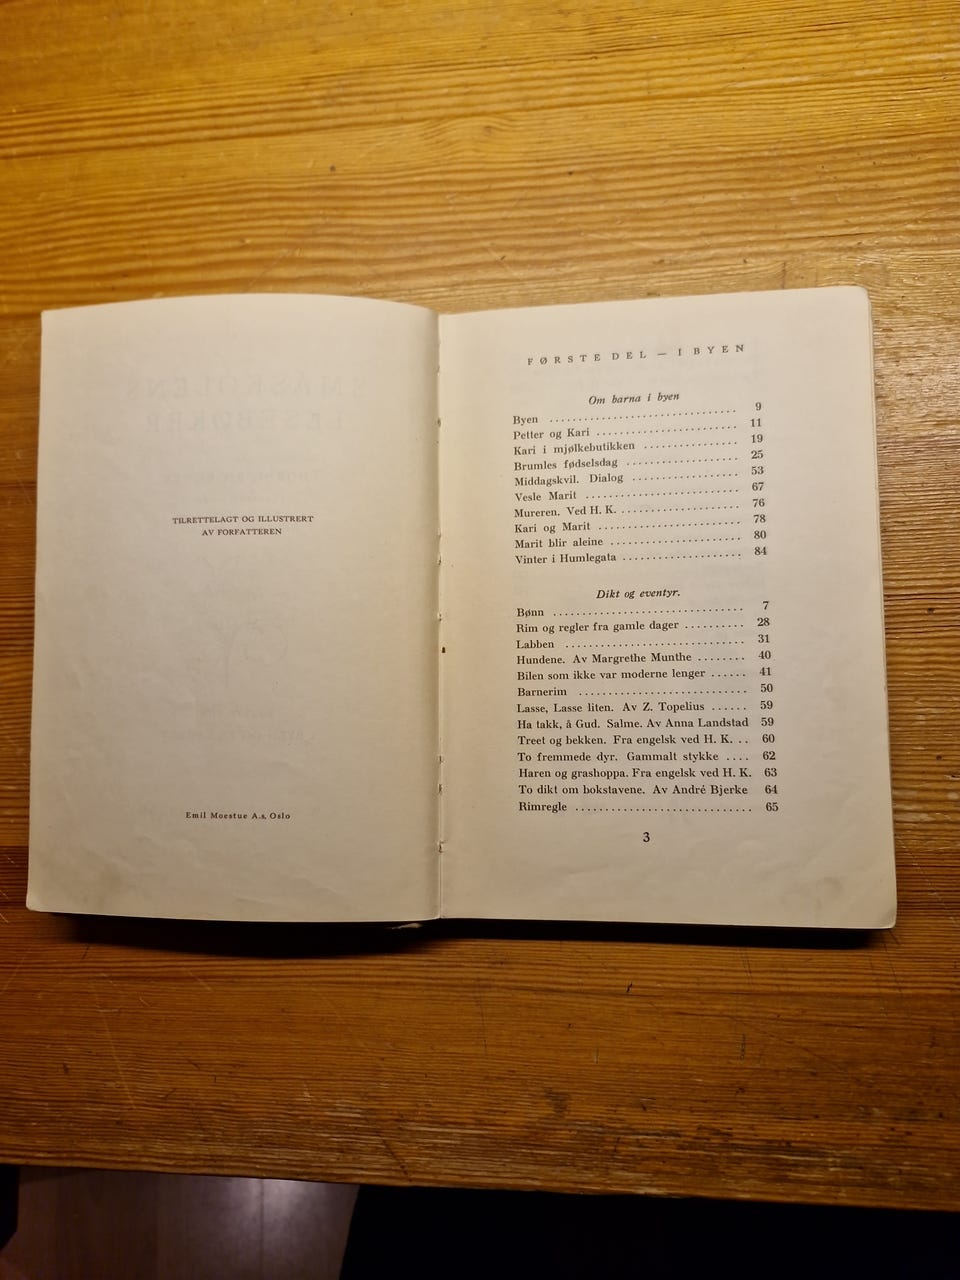 TILRETTELAGT OG ILLUSTRERT
AV FORFATTEREN
Emil Moestue A.s, Oslo
FØRSTE DEL — I BYEN
Om barna i byen
Byen .................................. 9
Petter og Kari ......................... 11
Kari i mjølkebutikken ................. 19
Brumles fødselsdag .................... 25
Middagskvil. Dialog ................... 53
Vesle Marit ........................... 67
Mureren. Ved H. K. .................... 76
Kari og Marit ......................... 78
Marit blir aleine ..................... 80
Vinter i Humlegata .................... 84
Dikt og eventyr.
Bønn .................................. 7
Rim og regler fra gamle dager .......... 28
Labben ................................ 31
Hundene. Av Margrethe Munthe ........ 40
Bilen som ikke var moderne lenger ...... 41
Barnerim .............................. 50
Lasse, Lasse liten. Av Z. Topelius ...... 59
Ha takk, å Gud. Salme. Av Anna Landstad 59
Treet og bekken. Fra engelsk ved H. K. .. 60
To fremmede dyr. Gammalt stykke .... 62
Haren og grashoppa. Fra engelsk ved H. K. 63
To dikt om bokstavene. Av André Bjerke 64
Rimregle .............................. 65
3